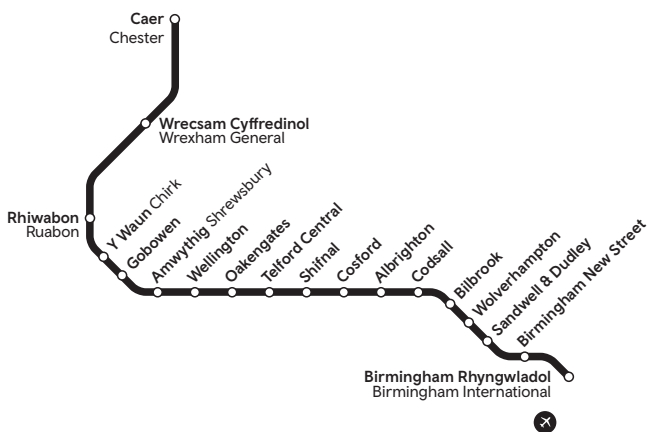 Caer
Chester
Wrecsam Cyffredinol
Wrexham General
Rhiwabon
Ruabon
Y Waun Chirk
Gobowen
Amwythig Shrewsbury
Wellington
Oakengates
Telford Central
Shifnal
Cosford
Albrighton
Codsall
Bilbrook
Wolverhampton
Sandwell & Dudley
Birmingham New Street
Birmingham Rhyngwladol
Birmingham International